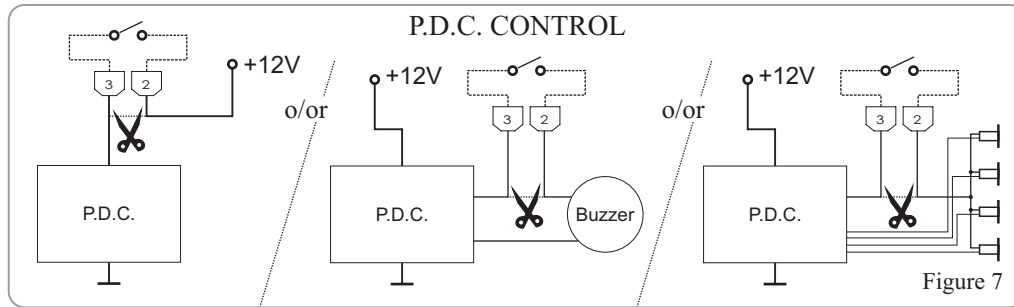 P.D.C. CONTROL
3 2
+12V
P.D.C.
o/or
+12V
3 2
P.D.C.
Buzzer
o/or
+12V
3 2
P.D.C.
Figure 7